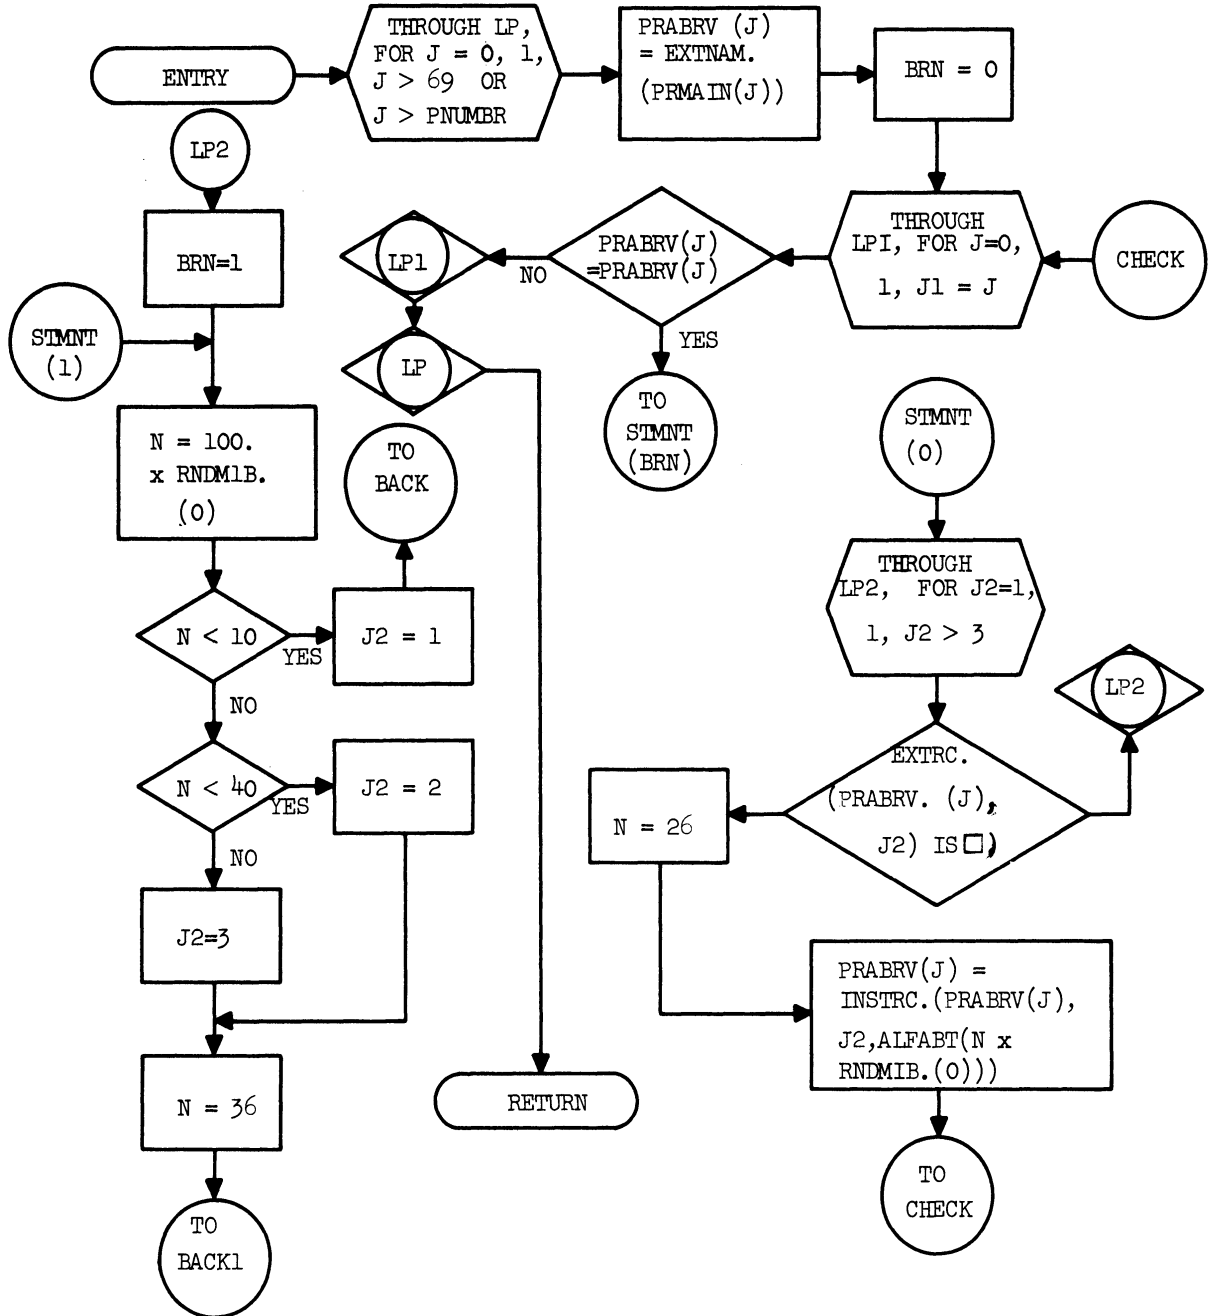 ENTRY
THROUGH LP,
FOR J = 0, 1,
J > 69 OR
J > PNUMBR
PRABRV (J)
= EXTNAM.
(PRMAIN(J))
BRN = 0
LP2
BRN=1
STMNT
(1)
LP1
LP
NO
PRABRV(J)
=PRABRV(J)
YES
TO
STMNT
(BRN)
THROUGH
LPI, FOR J=0,
1, J1 = J
CHECK
N = 100.
x RNDM1B.
(0)
TO
BACK
N < 10
YES
J2 = 1
NO
N < 40
YES
J2 = 2
NO
J2=3
N = 36
TO
BACK1
RETURN
STMNT
(0)
THROUGH
LP2, FOR J2=1,
1, J2 > 3
LP2
EXTRC.
(PRABRV. (J),
J2) IS□)
N = 26
PRABRV(J) =
INSTRC.(PRABRV(J),
J2,ALFABT(N x
RNDMIB.(0)))
TO
CHECK